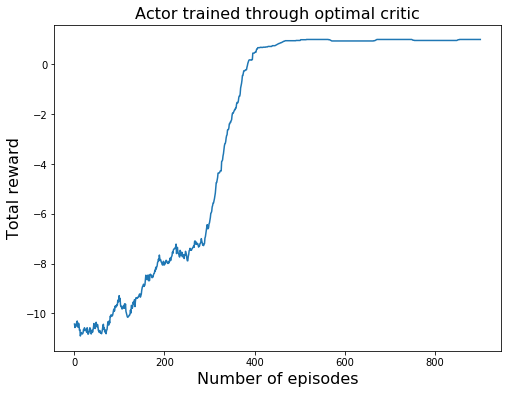 Actor trained through optimal critic
Total reward
0
−2
−4
−6
−8
−10
0 200 400 600 800
Number of episodes